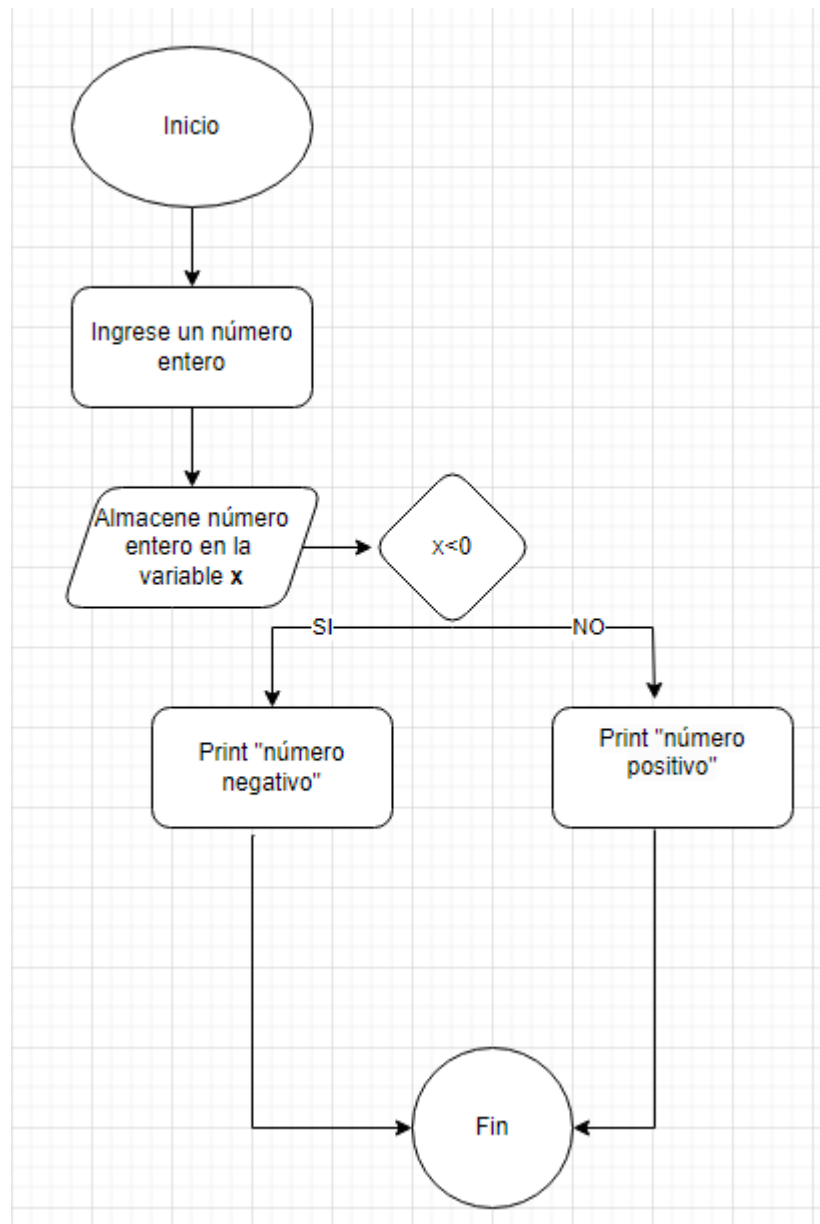 Inicio
Ingrese un número
entero
Almacene número
entero en la
variable x
x<0
SI
NO
Print "número
negativo"
Print "número
positivo"
Fin